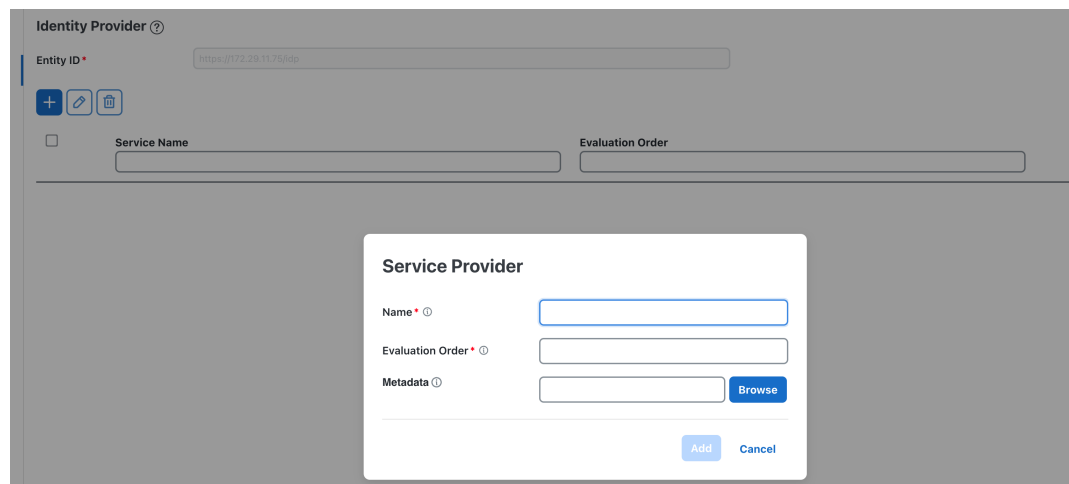 Identity Provider
Entity ID*
https://172.29.11.75/idp
Service Name
Evaluation Order
Service Provider
Name*
Evaluation Order*
Metadata
Browse
Add
Cancel